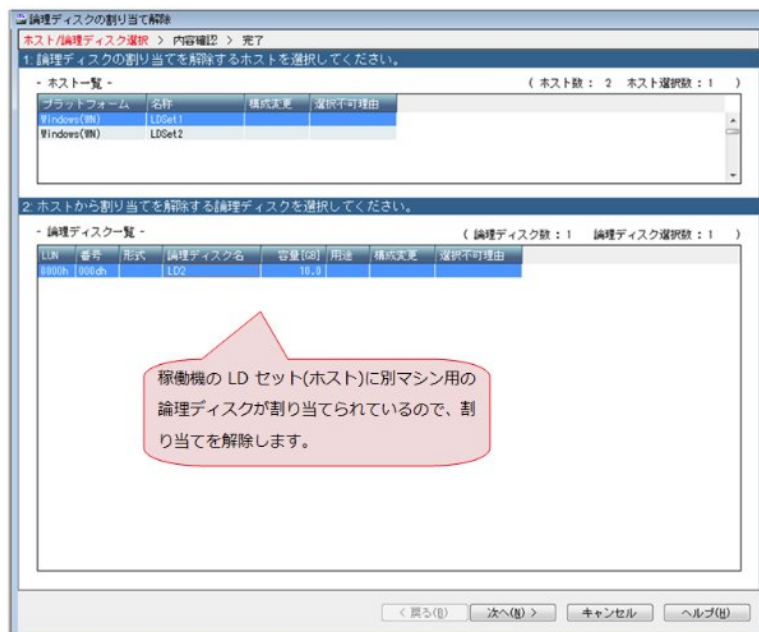 論理ディスクの割り当て解除
ホスト/論理ディスク選択 > 内容確認 > 完了
1:論理ディスクの割り当てを解除するホストを選択してください。
- ホスト一覧 - ( ホスト数: 2 ホスト選択数:1 )
プラットフォーム 名称 構成変更 選択不可理由
Windows(WN) LDSet1
Windows(WN) LDSet2
2:ホストから割り当てを解除する論理ディスクを選択してください。
- 論理ディスク一覧 - ( 論理ディスク数:1 論理ディスク選択数:1 )
LUN 番号 形式 論理ディスク名 容量[GB] 用途 構成変更 選択不可理由
0000h 000dh LD2 10.0
稼働機の LD セット(ホスト)に別マシン用の
論理ディスクが割り当てられているので、割
り当てを解除します。
< 戻る(B) 次へ(N) > キャンセル ヘルプ(H)